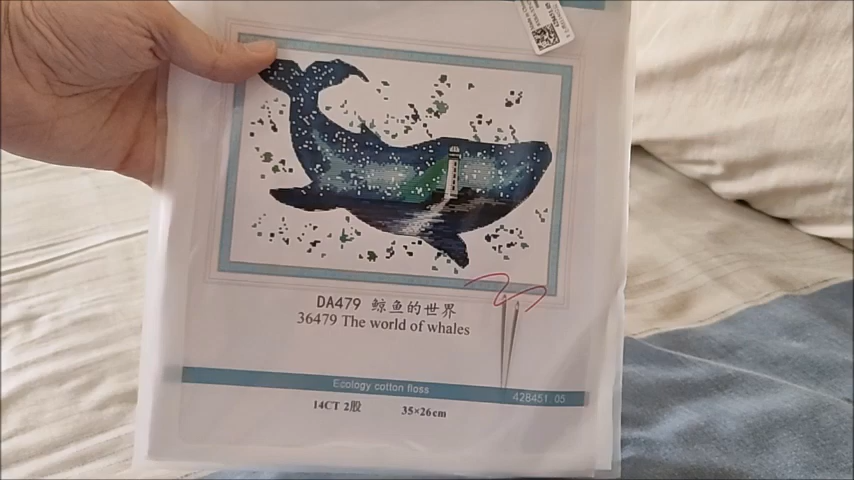 DA479 鲸鱼的世界
36479 The world of whales
Ecology cotton floss
428451.05
14CT 2股 35×26cm